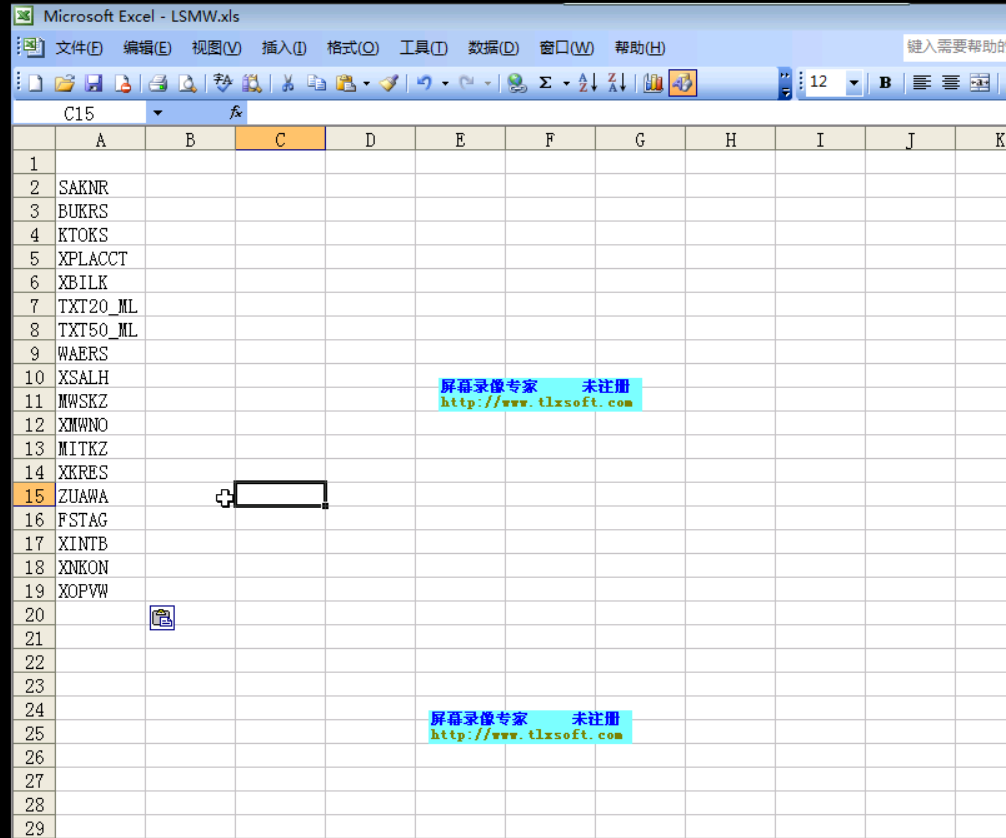 Microsoft Excel - LSMW.xls
文件(F) 编辑(E) 视图(V) 插入(I) 格式(O) 工具(T) 数据(D) 窗口(W) 帮助(H) 键入需要帮助的
12 B
C15 fx
A B C D E F G H I J K
1
2 SAKNR
3 BUKRS
4 KTOKS
5 XPLACCT
6 XBILK
7 TXT20_ML
8 TXT50_ML
9 WAERS
10 XSALH
屏幕录像专家 未注册
11 MWSKZ
http://www.tlxsoft.com
12 XMWNO
13 MITKZ
14 XKRES
15 ZUAWA
16 FSTAG
17 XINTB
18 XNKON
19 XOPVW
20
21
22
23
24
屏幕录像专家 未注册
25
http://www.tlxsoft.com
26
27
28
29